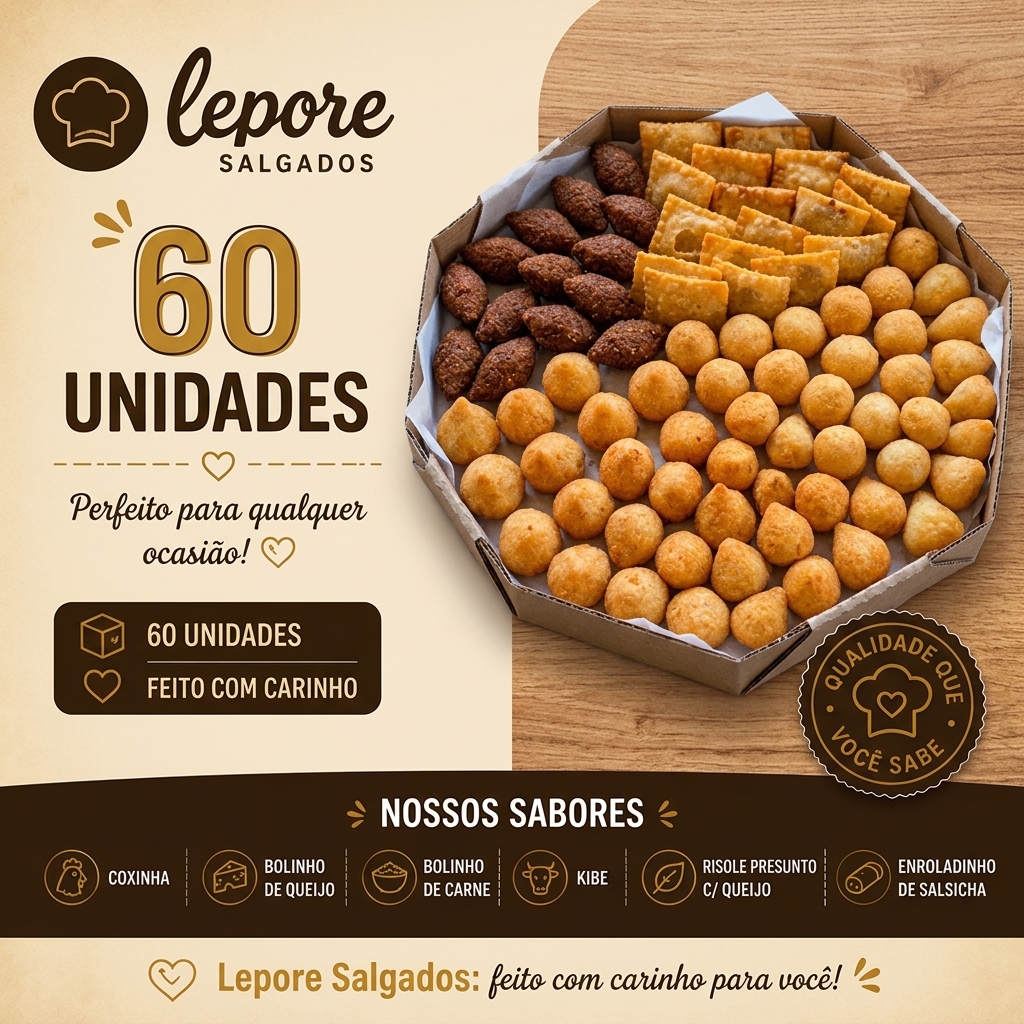 lepore
SALGADOS
60
UNIDADES
Perfeito para qualquer
ocasião!
60 UNIDADES
FEITO COM CARINHO
QUALIDADE QUE
VOCÊ SABE
NOSSOS SABORES
COXINHA
BOLINHO
DE QUEIJO
BOLINHO
DE CARNE
KIBE
RISOLE PRESUNTO
C/ QUEIJO
ENROLADINHO
DE SALSICHA
Lepore Salgados: feito com carinho para você!